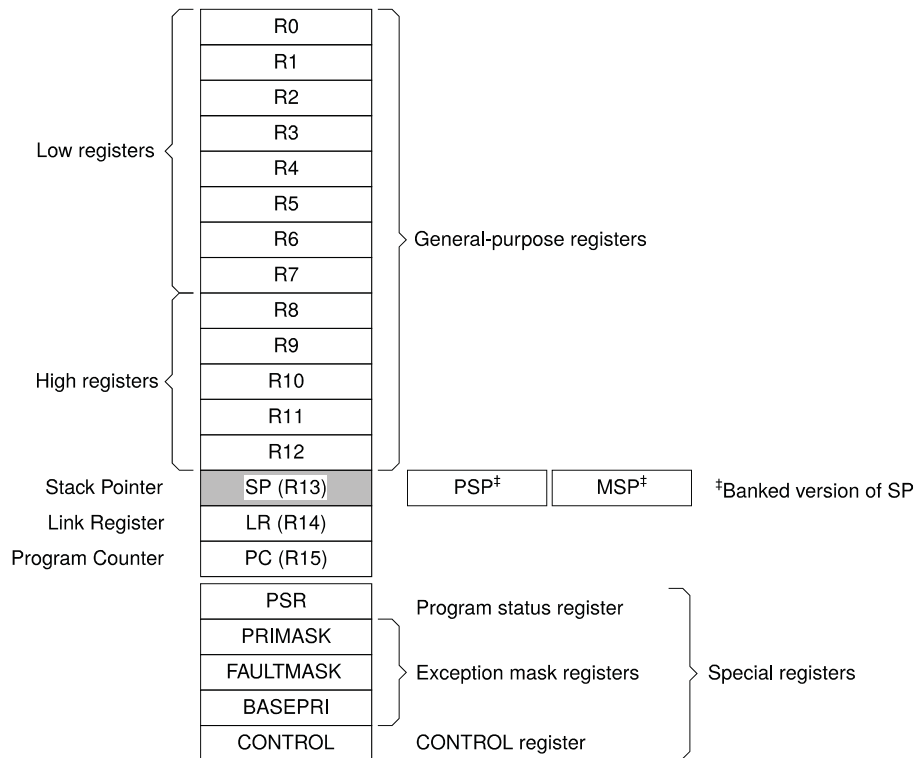 R0
R1
R2
R3
Low registers
R4
R5
R6
General-purpose registers
R7
R8
R9
High registers
R10
R11
R12
Stack Pointer SP (R13) PSP‡ MSP‡ ‡Banked version of SP
Link Register LR (R14)
Program Counter PC (R15)
PSR Program status register
PRIMASK
FAULTMASK Exception mask registers Special registers
BASEPRI
CONTROL CONTROL register